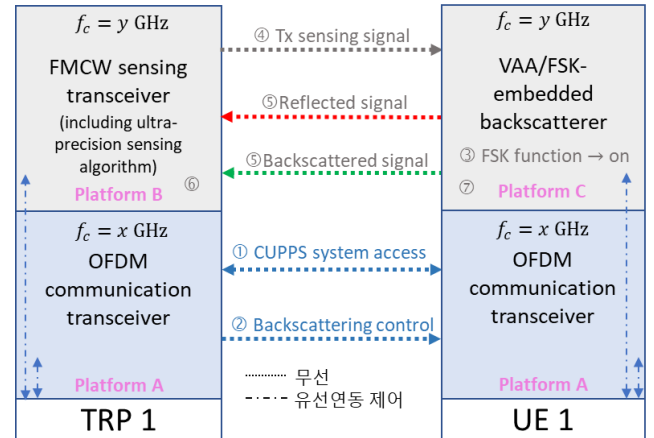 f_c = y GHz
FMCW sensing
transceiver
(including ultra-
precision sensing
algorithm)
Platform B
⑥
f_c = x GHz
OFDM
communication
transceiver
Platform A
TRP 1
④ Tx sensing signal
⑤Reflected signal
⑤Backscattered signal
① CUPPS system access
② Backscattering control
무선
유선연동 제어
f_c = y GHz
VAA/FSK-
embedded
backscatterer
③ FSK function → on
⑦
Platform C
f_c = x GHz
OFDM
communication
transceiver
Platform A
UE 1